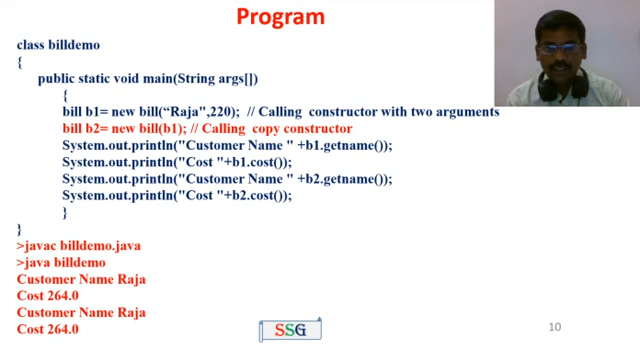 Program
class billdemo
{
public static void main(String args[])
{
bill b1= new bill(“Raja",220);  // Calling  constructor with two arguments
bill b2= new bill(b1); // Calling  copy constructor
System.out.println("Customer Name " +b1.getname());
System.out.println("Cost "+b1.cost());
System.out.println("Customer Name " +b2.getname());
System.out.println("Cost "+b2.cost());
}
}
>javac billdemo.java
>java billdemo
Customer Name Raja
Cost 264.0
Customer Name Raja
Cost 264.0
SSG
10